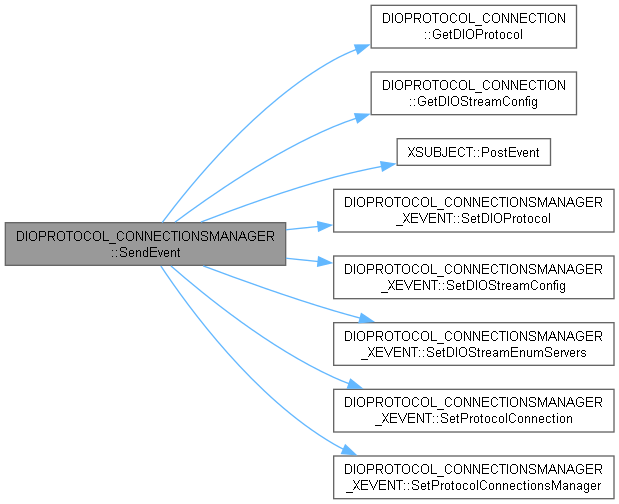 DIOPROTOCOL_CONNECTION
::GetDIOProtocol
DIOPROTOCOL_CONNECTION
::GetDIOStreamConfig
XSUBJECT::PostEvent
DIOPROTOCOL_CONNECTIONSMANAGER
::SendEvent
DIOPROTOCOL_CONNECTIONSMANAGER
_XEVENT::SetDIOProtocol
DIOPROTOCOL_CONNECTIONSMANAGER
_XEVENT::SetDIOStreamConfig
DIOPROTOCOL_CONNECTIONSMANAGER
_XEVENT::SetDIOStreamEnumServers
DIOPROTOCOL_CONNECTIONSMANAGER
_XEVENT::SetProtocolConnection
DIOPROTOCOL_CONNECTIONSMANAGER
_XEVENT::SetProtocolConnectionsManager